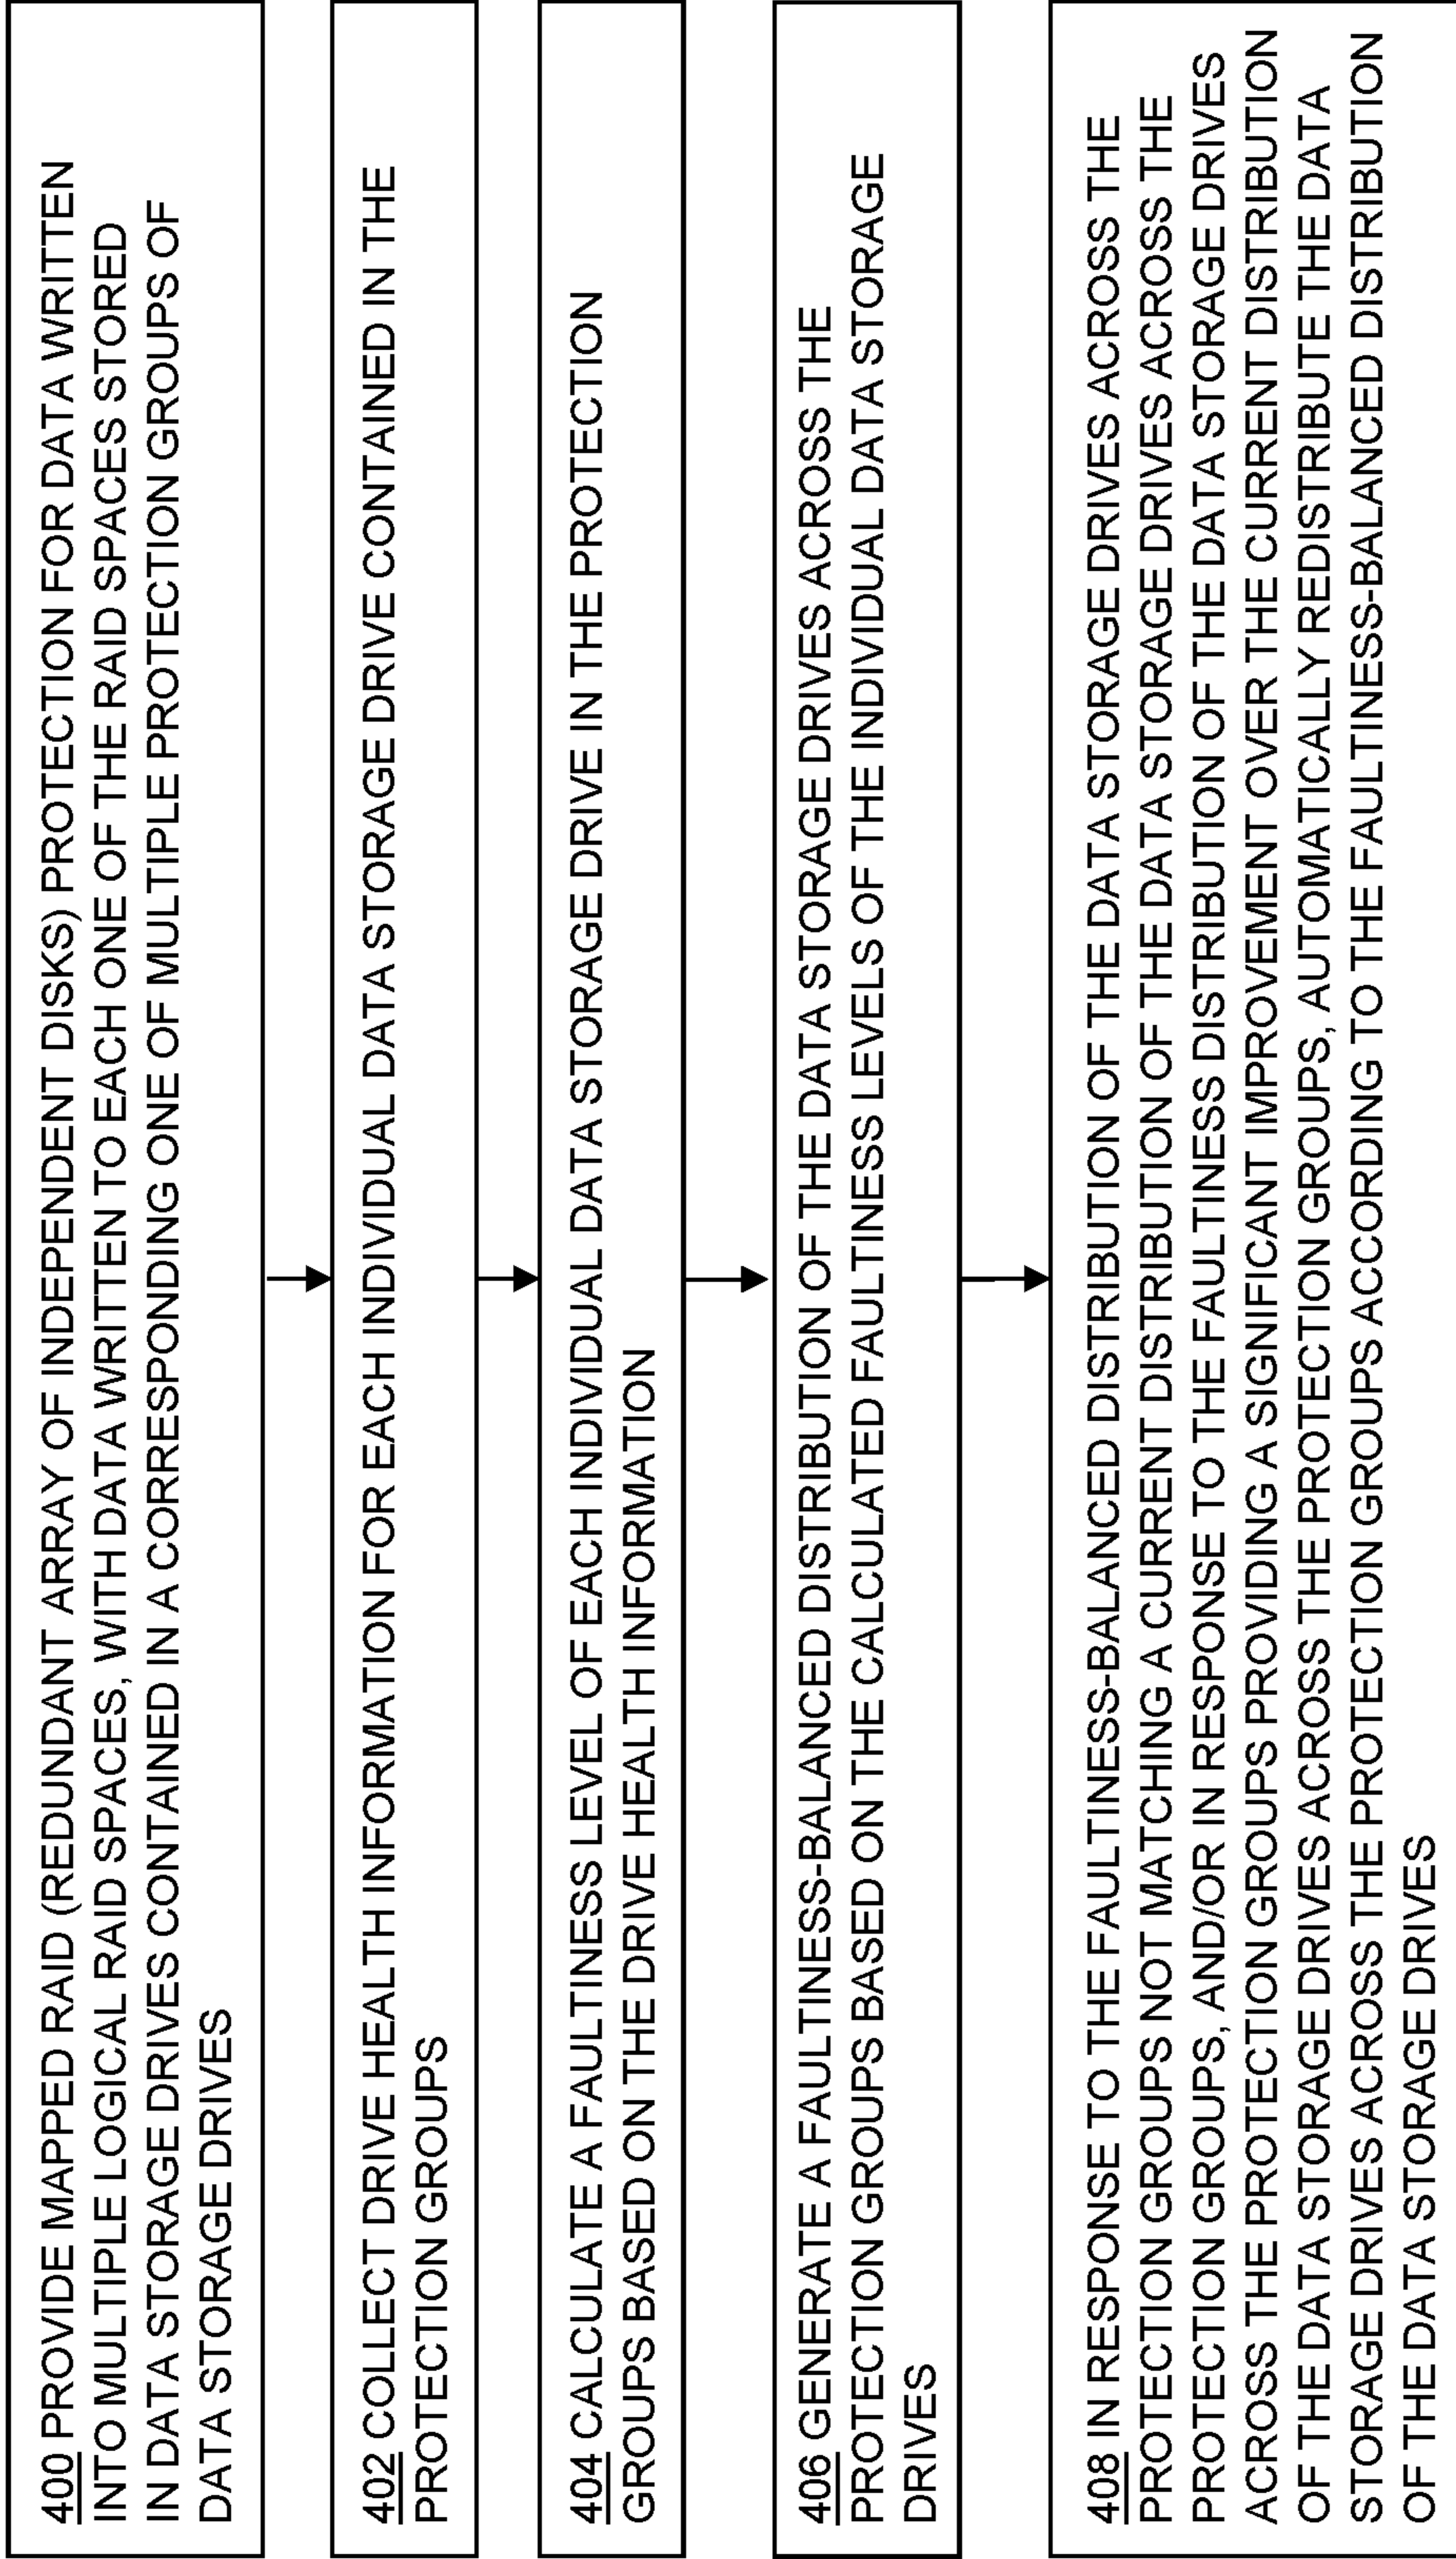 400 PROVIDE MAPPED RAID (REDUNDANT ARRAY OF INDEPENDENT DISKS) PROTECTION FOR DATA WRITTEN
INTO MULTIPLE LOGICAL RAID SPACES, WITH DATA WRITTEN TO EACH ONE OF THE RAID SPACES STORED
IN DATA STORAGE DRIVES CONTAINED IN A CORRESPONDING ONE OF MULTIPLE PROTECTION GROUPS OF
DATA STORAGE DRIVES
402 COLLECT DRIVE HEALTH INFORMATION FOR EACH INDIVIDUAL DATA STORAGE DRIVE CONTAINED IN THE
PROTECTION GROUPS
404 CALCULATE A FAULTINESS LEVEL OF EACH INDIVIDUAL DATA STORAGE DRIVE IN THE PROTECTION
GROUPS BASED ON THE DRIVE HEALTH INFORMATION
406 GENERATE A FAULTINESS-BALANCED DISTRIBUTION OF THE DATA STORAGE DRIVES ACROSS THE
PROTECTION GROUPS BASED ON THE CALCULATED FAULTINESS LEVELS OF THE INDIVIDUAL DATA STORAGE
DRIVES
408 IN RESPONSE TO THE FAULTINESS-BALANCED DISTRIBUTION OF THE DATA STORAGE DRIVES ACROSS THE
PROTECTION GROUPS NOT MATCHING A CURRENT DISTRIBUTION OF THE DATA STORAGE DRIVES ACROSS THE
PROTECTION GROUPS, AND/OR IN RESPONSE TO THE FAULTINESS DISTRIBUTION OF THE DATA STORAGE DRIVES
ACROSS THE PROTECTION GROUPS PROVIDING A SIGNIFICANT IMPROVEMENT OVER THE CURRENT DISTRIBUTION
OF THE DATA STORAGE DRIVES ACROSS THE PROTECTION GROUPS, AUTOMATICALLY REDISTRIBUTE THE DATA
STORAGE DRIVES ACROSS THE PROTECTION GROUPS ACCORDING TO THE FAULTINESS-BALANCED DISTRIBUTION
OF THE DATA STORAGE DRIVES